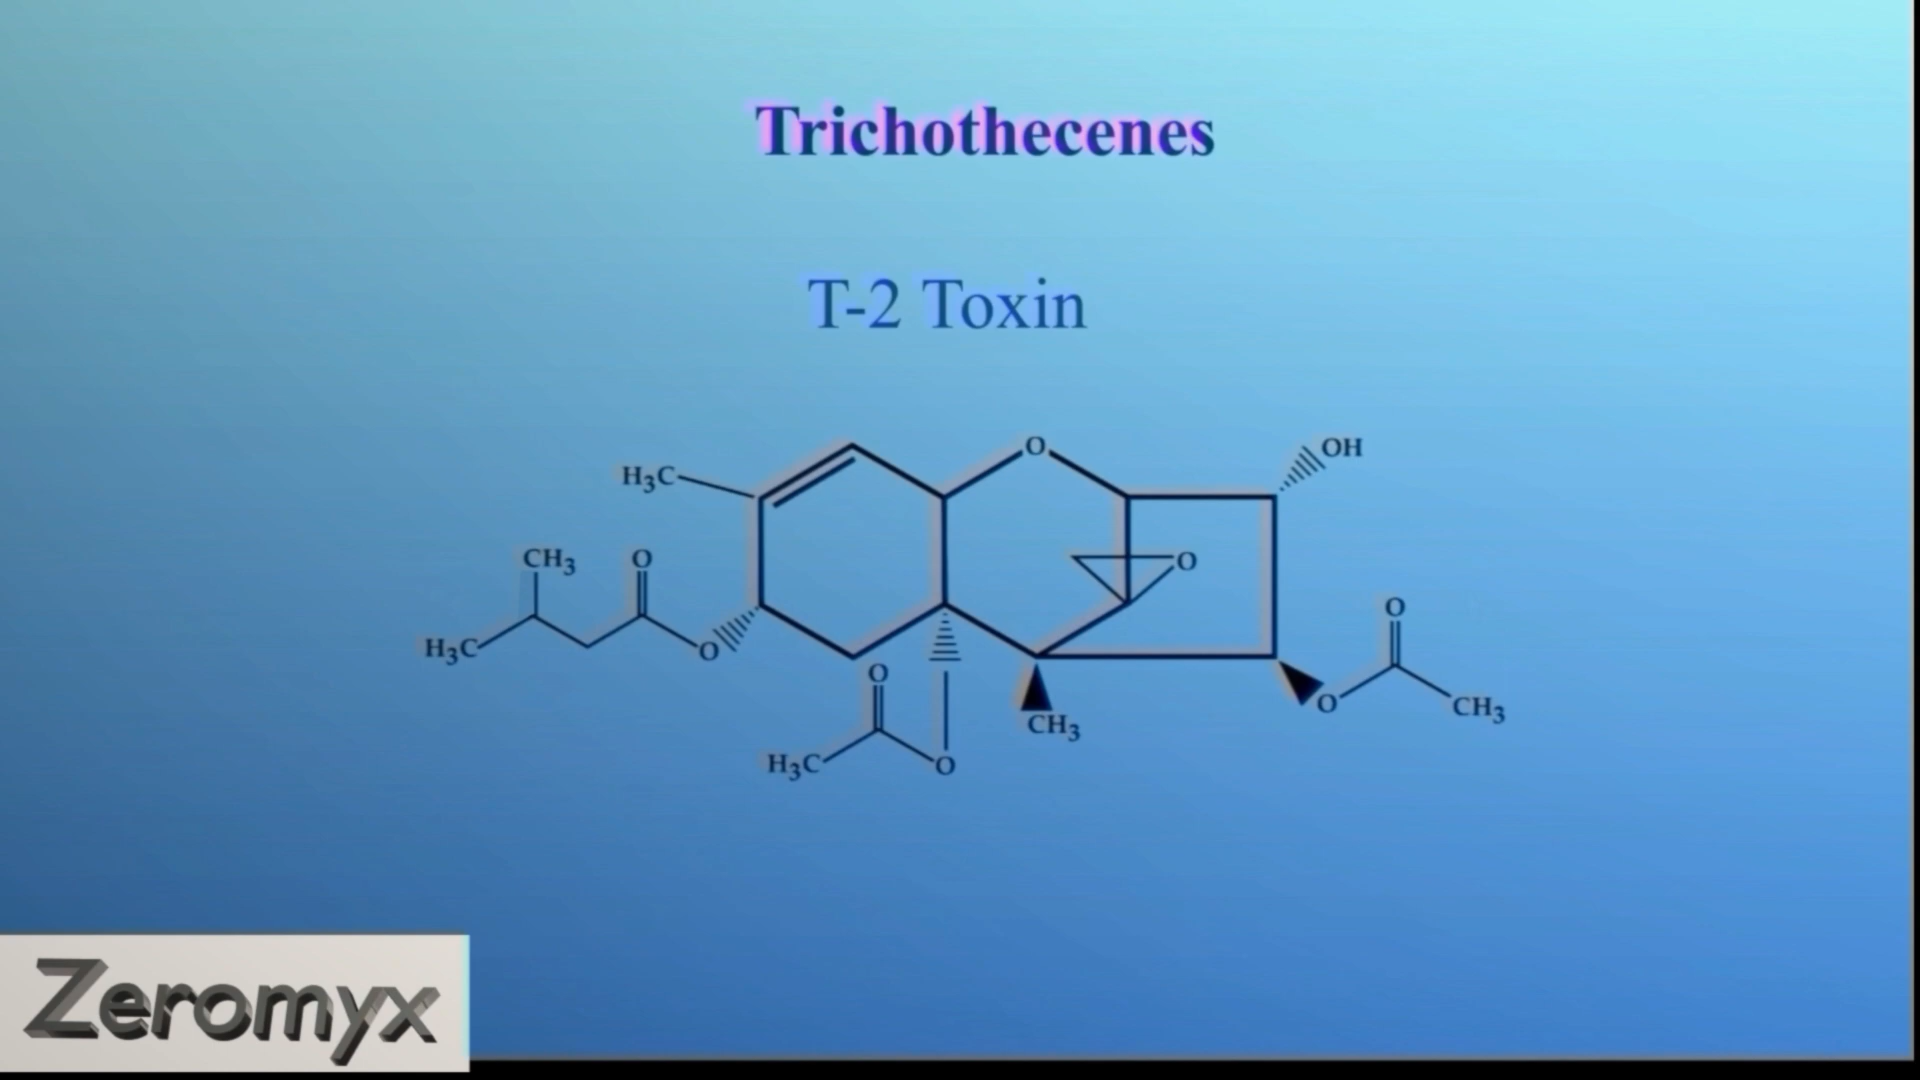 Trichothecenes
T-2 Toxin
O
OH
H₃C
CH₃
O
O
O
H₃C
O
O
O
CH₃
CH₃
H₃C
O
Zeromyx